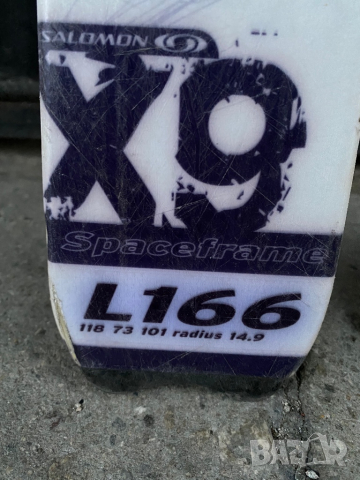 SALOMON
X9
Spaceframe
L166
118 73 101 radius 14.9
BAZAR